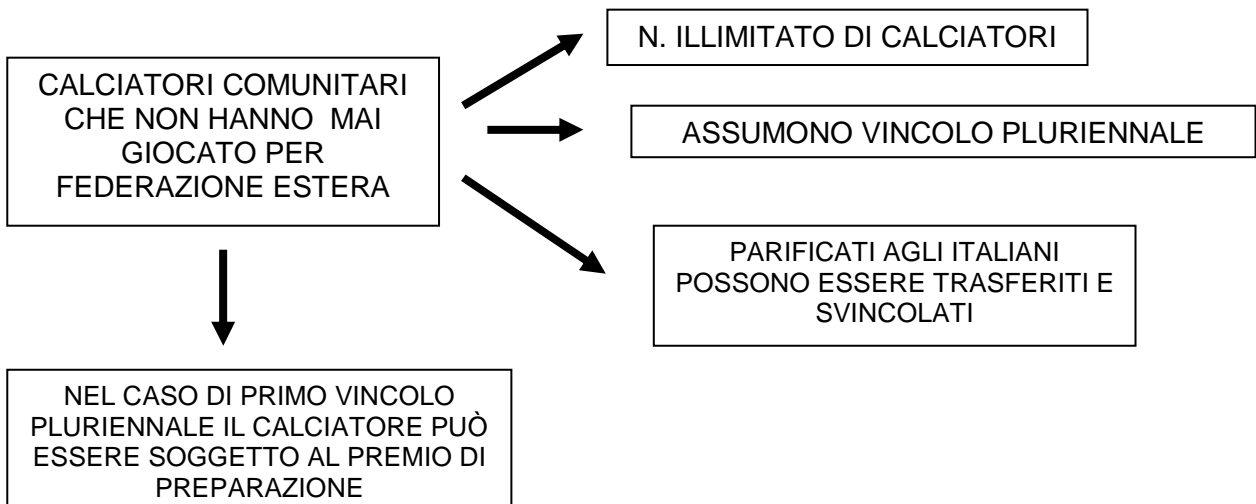 CALCIATORI COMUNITARI
CHE NON HANNO MAI
GIOCATO PER
FEDERAZIONE ESTERA
N. ILLIMITATO DI CALCIATORI
ASSUMONO VINCOLO PLURIENNALE
PARIFICATI AGLI ITALIANI
POSSONO ESSERE TRASFERITI E
SVINCOLATI
NEL CASO DI PRIMO VINCOLO
PLURIENNALE IL CALCIATORE PUÒ
ESSERE SOGGETTO AL PREMIO DI
PREPARAZIONE